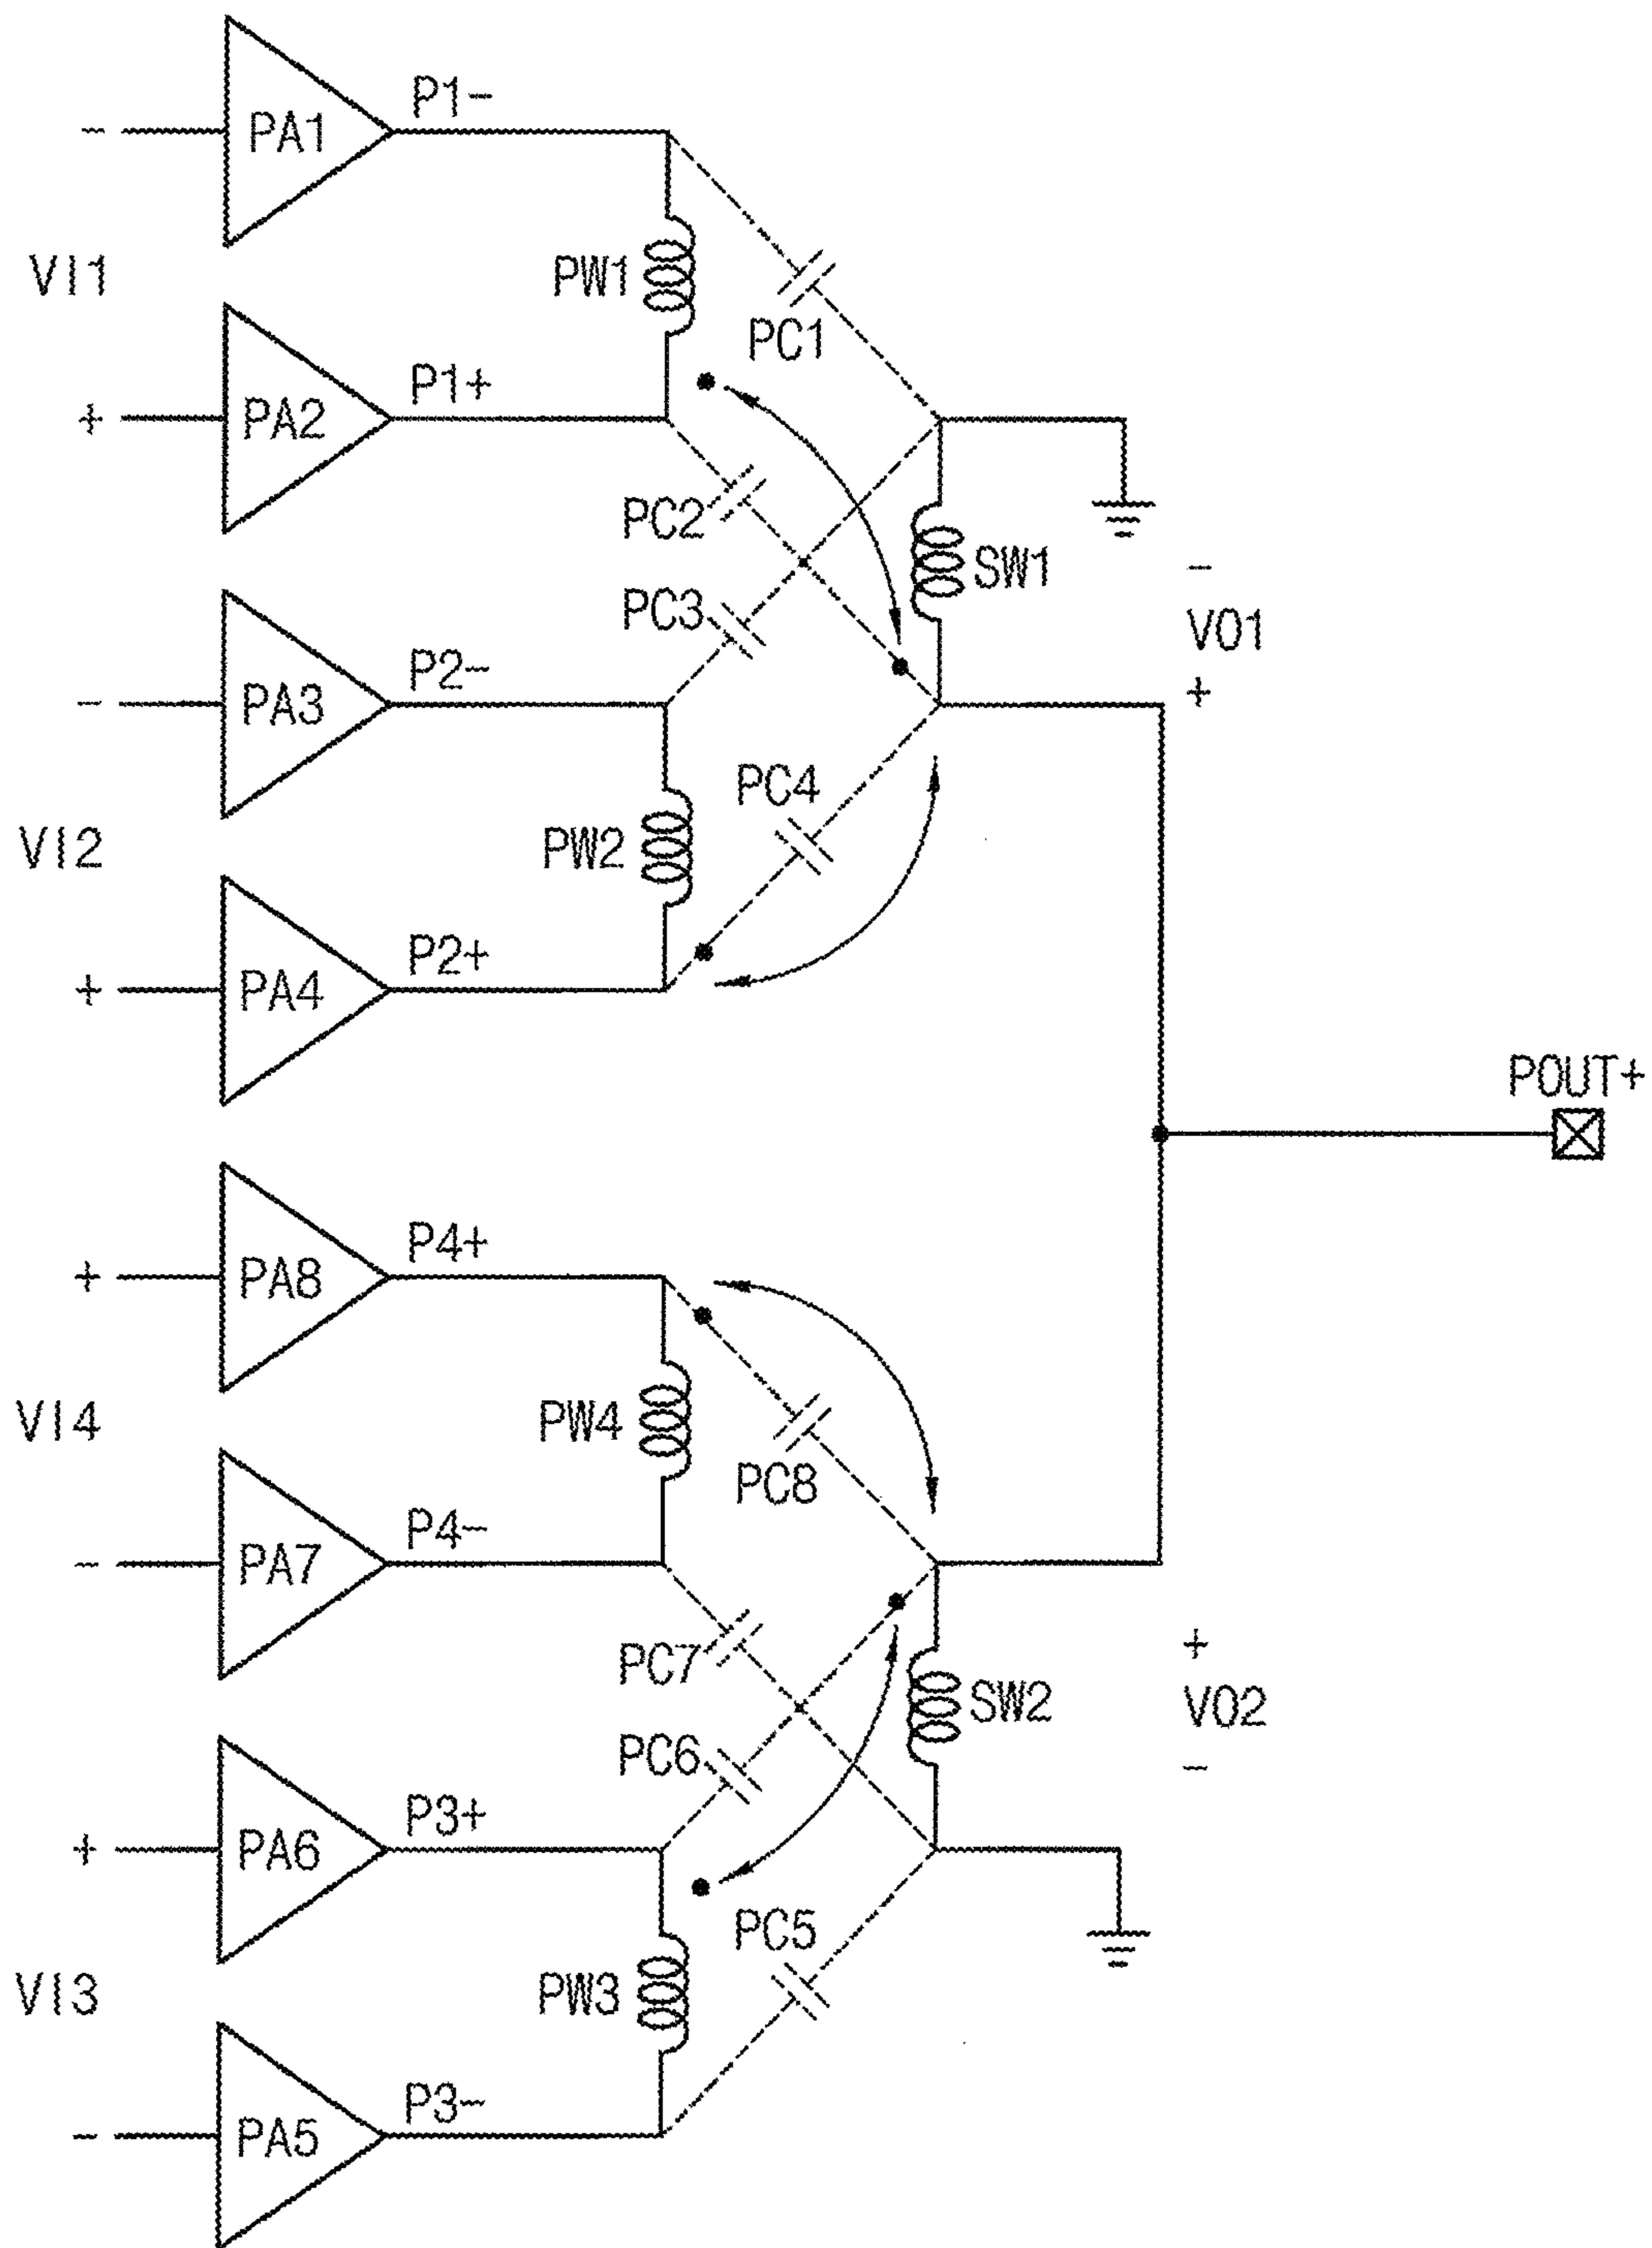 P1-
- PA1
VI1
PW1
PC1
P1+
+ PA2
PC2
SW1
-
PC3
VO1
P2-
+
- PA3
PC4
VI2
PW2
P2+
+ PA4
POUT+
P4+
+ PA8
VI4
PW4
PC8
P4-
- PA7
+
PC7
SW2
VO2
PC6
-
P3+
+ PA6
PC5
VI3
PW3
P3-
- PA5